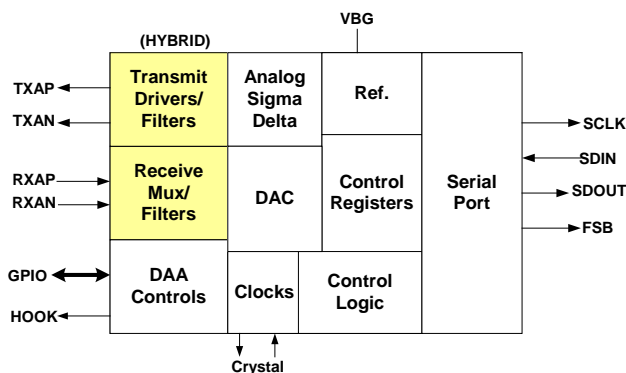 (HYBRID)
VBG
TXAP
TXAN
Transmit
Drivers/
Filters
Analog
Sigma
Delta
Ref.
SCLK
SDIN
SDOUT
FSB
RXAP
RXAN
Receive
Mux/
Filters
DAC
Control
Registers
Serial
Port
GPIO
HOOK
DAA
Controls
Clocks
Control
Logic
Crystal